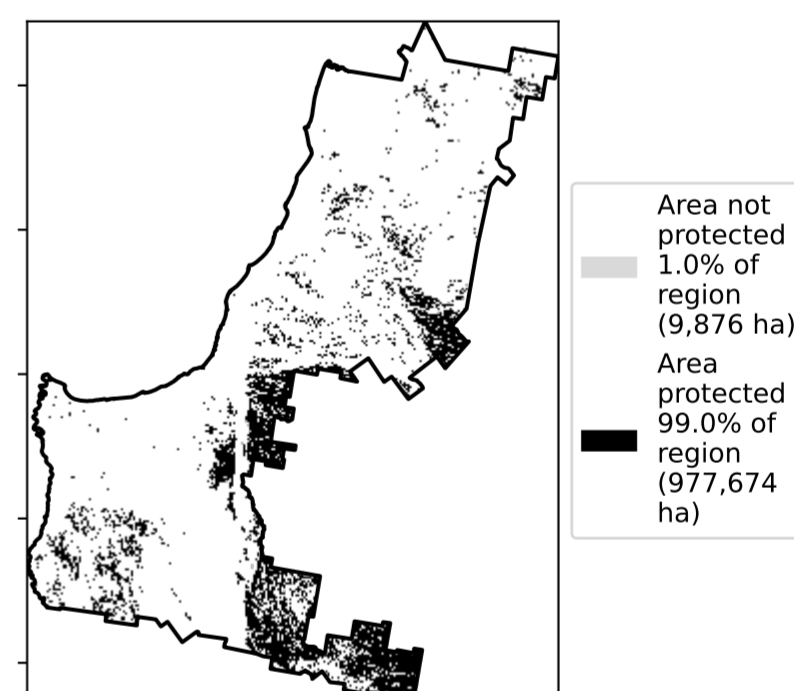 Area not
protected
1.0% of
region
(9,876 ha)
Area
protected
99.0% of
region
(977,674
ha)